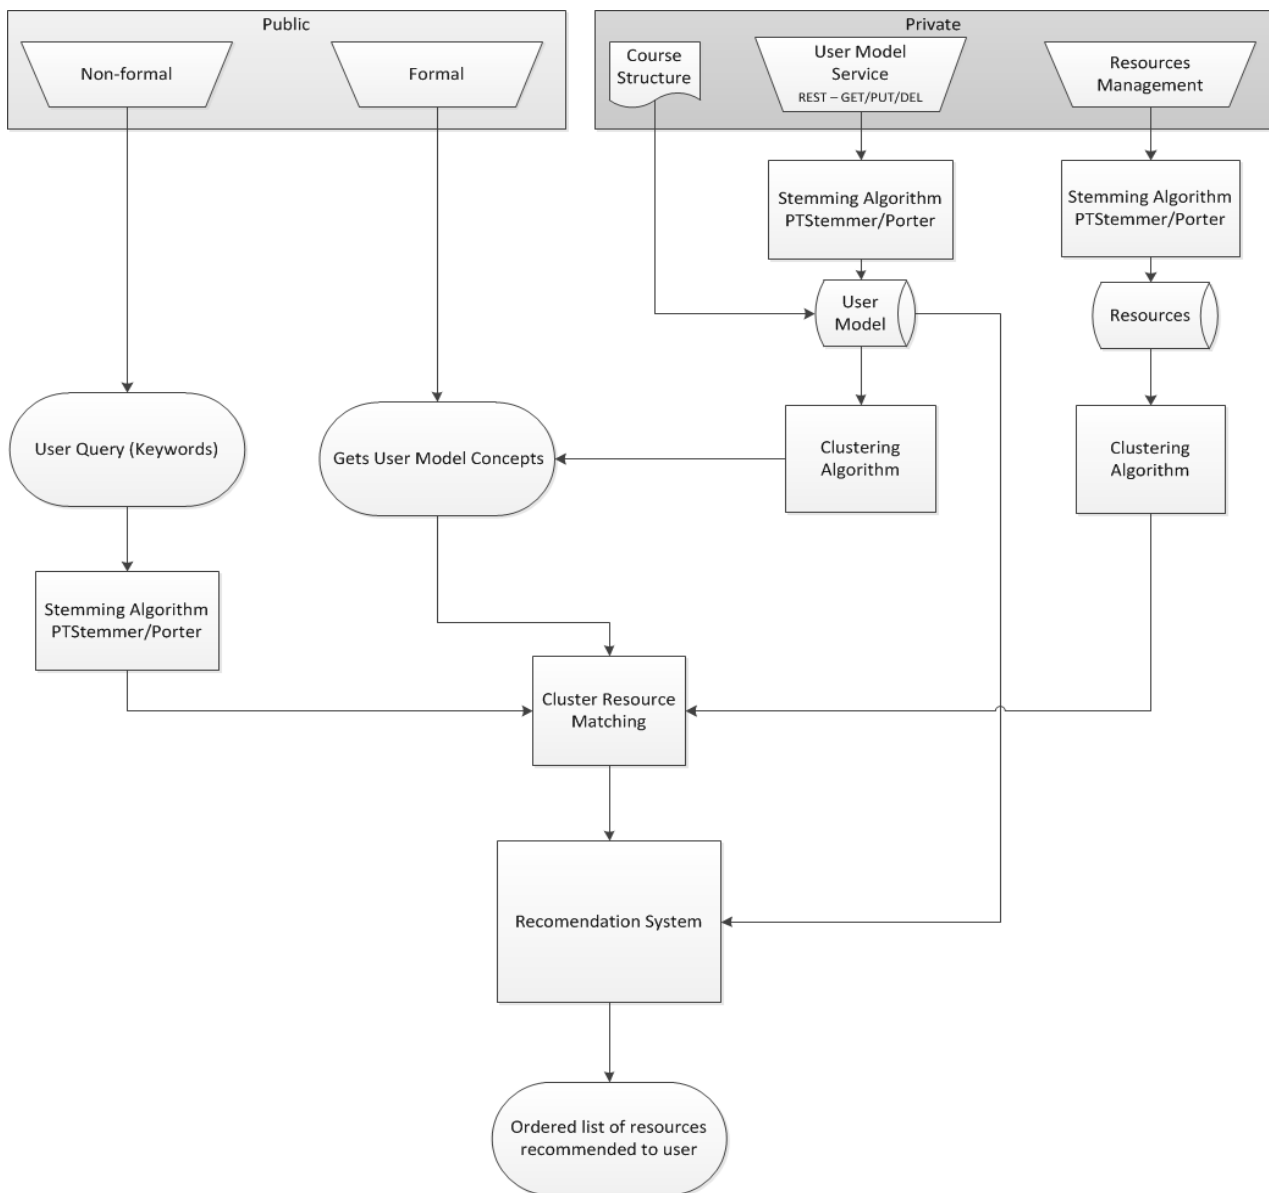 Public
Non-formal
Formal
Private
Course
Structure
User Model
Service
REST – GET/PUT/DEL
Resources
Management
Stemming Algorithm
PTStemmer/Porter
Stemming Algorithm
PTStemmer/Porter
User
Model
Resources
User Query (Keywords)
Gets User Model Concepts
Clustering
Algorithm
Clustering
Algorithm
Stemming Algorithm
PTStemmer/Porter
Cluster Resource
Matching
Recomendation System
Ordered list of resources
recommended to user